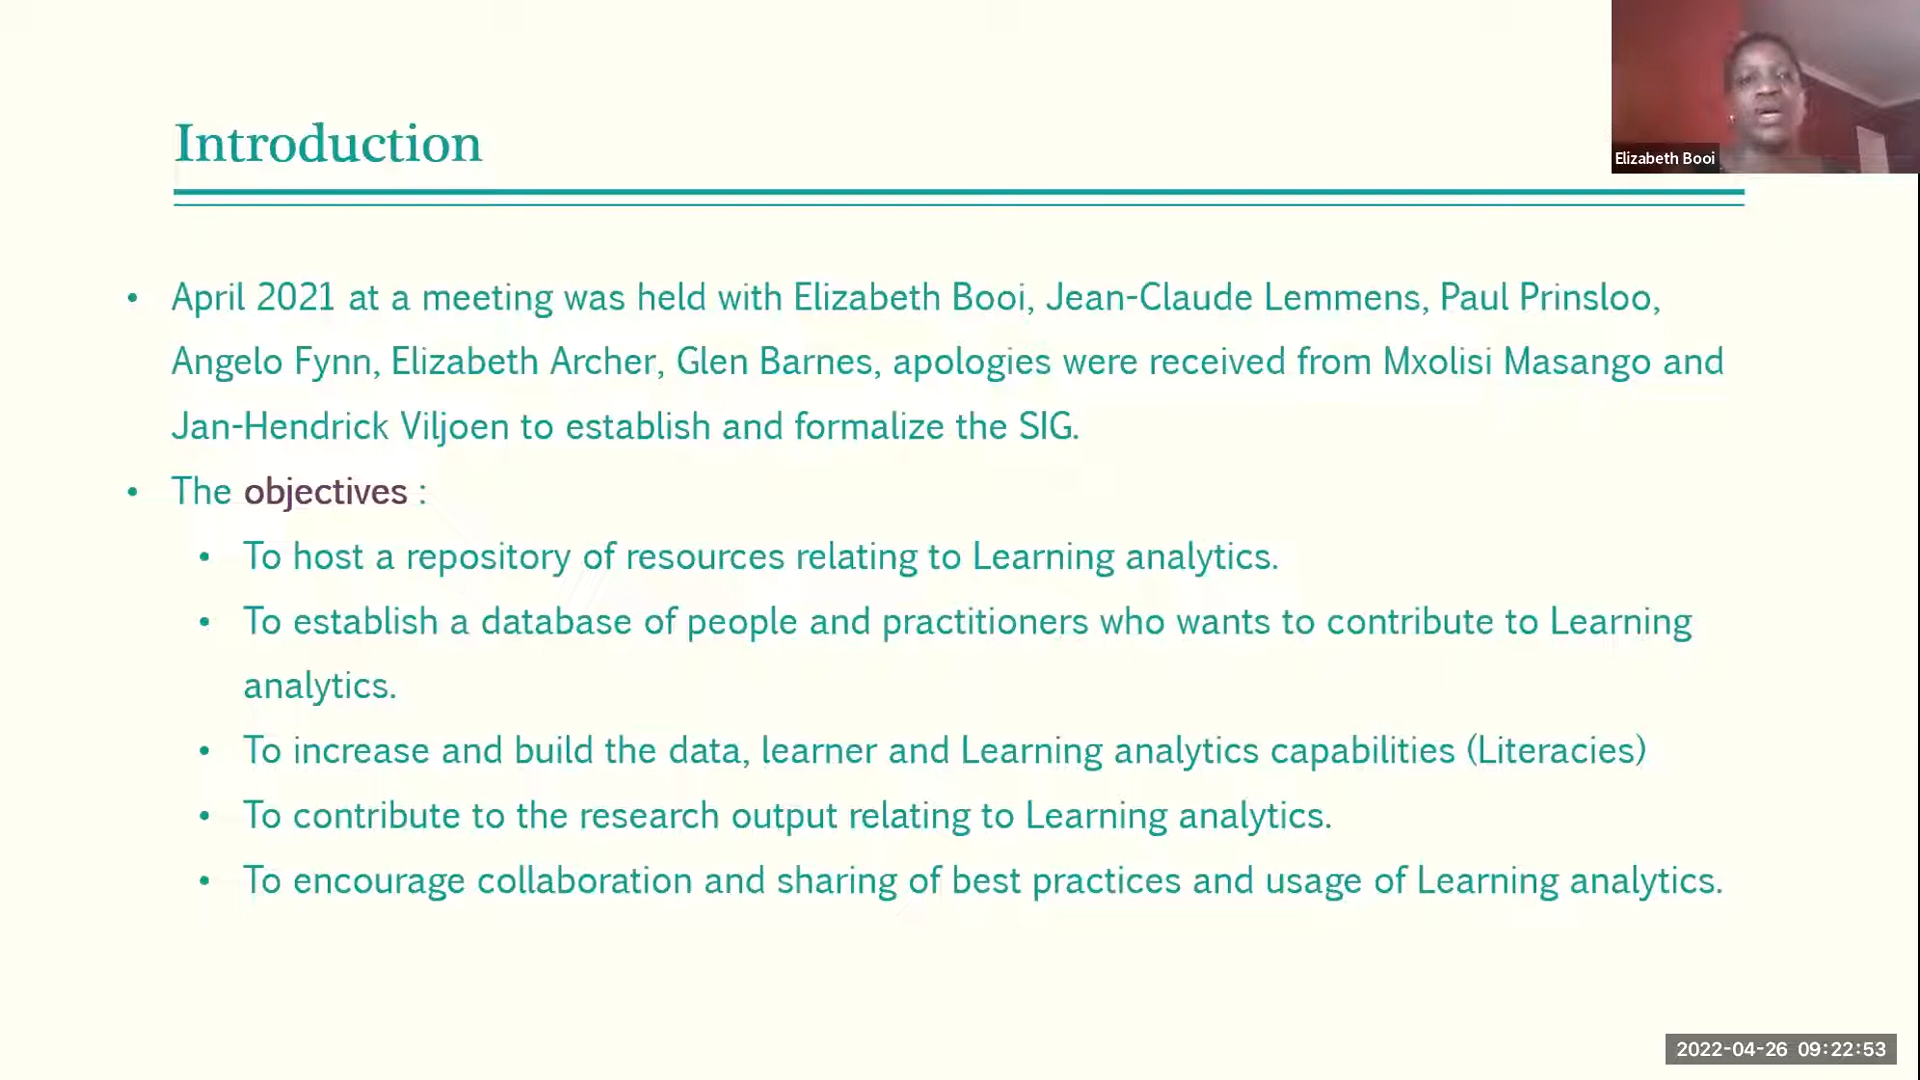 Introduction
Elizabeth Booi
• April 2021 at a meeting was held with Elizabeth Booi, Jean-Claude Lemmens, Paul Prinsloo,
Angelo Fynn, Elizabeth Archer, Glen Barnes, apologies were received from Mxolisi Masango and
Jan-Hendrick Viljoen to establish and formalize the SIG.
• The objectives :
• To host a repository of resources relating to Learning analytics.
• To establish a database of people and practitioners who wants to contribute to Learning
analytics.
• To increase and build the data, learner and Learning analytics capabilities (Literacies)
• To contribute to the research output relating to Learning analytics.
• To encourage collaboration and sharing of best practices and usage of Learning analytics.
2022-04-26 09:22:53